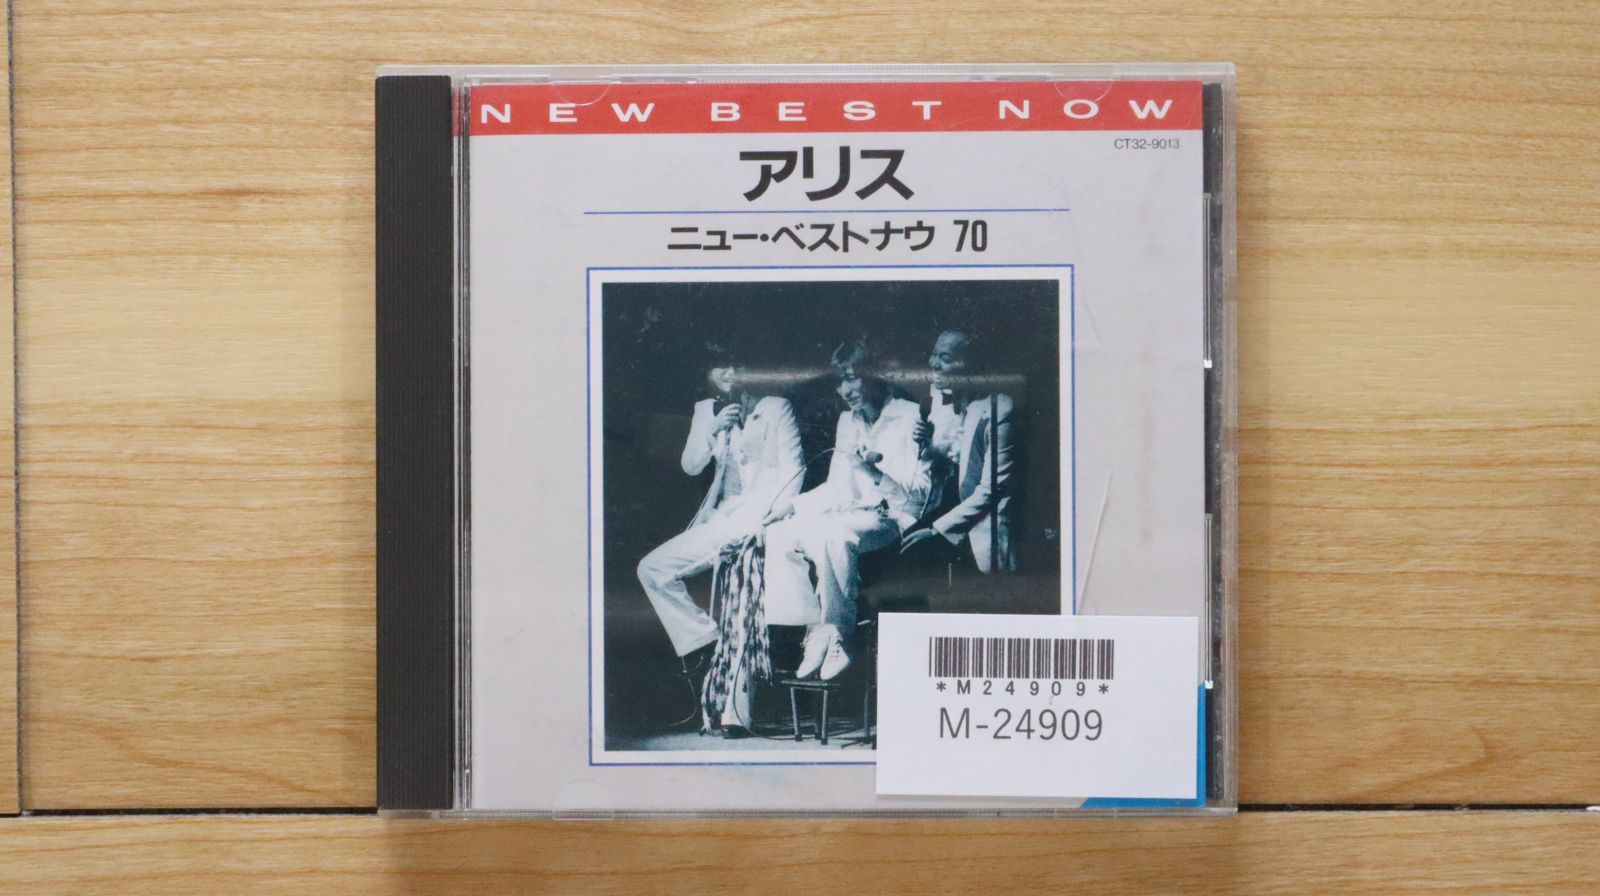 NEW BEST NOW
CT32-9013
アリス
ニュー・ベストナウ 70
*M24909*
M-24909